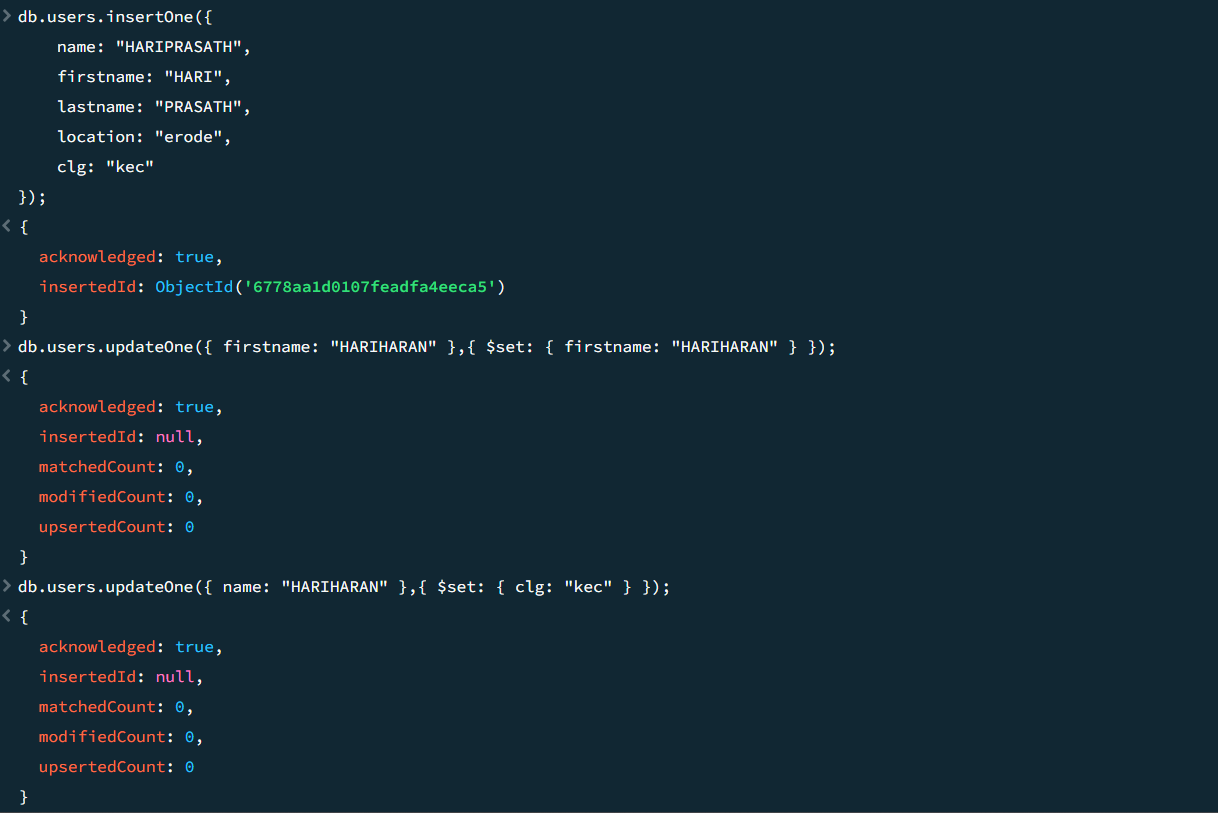 > db.users.insertOne({
name: "HARIPRASATH",
firstname: "HARI",
lastname: "PRASATH",
location: "erode",
clg: "kec"
});
< {
acknowledged: true,
insertedId: ObjectId('6778aa1d0107feadfa4eeca5')
}
> db.users.updateOne({ firstname: "HARIHARAN" },{ $set: { firstname: "HARIHARAN" } });
< {
acknowledged: true,
insertedId: null,
matchedCount: 0,
modifiedCount: 0,
upsertedCount: 0
}
> db.users.updateOne({ name: "HARIHARAN" },{ $set: { clg: "kec" } });
< {
acknowledged: true,
insertedId: null,
matchedCount: 0,
modifiedCount: 0,
upsertedCount: 0
}